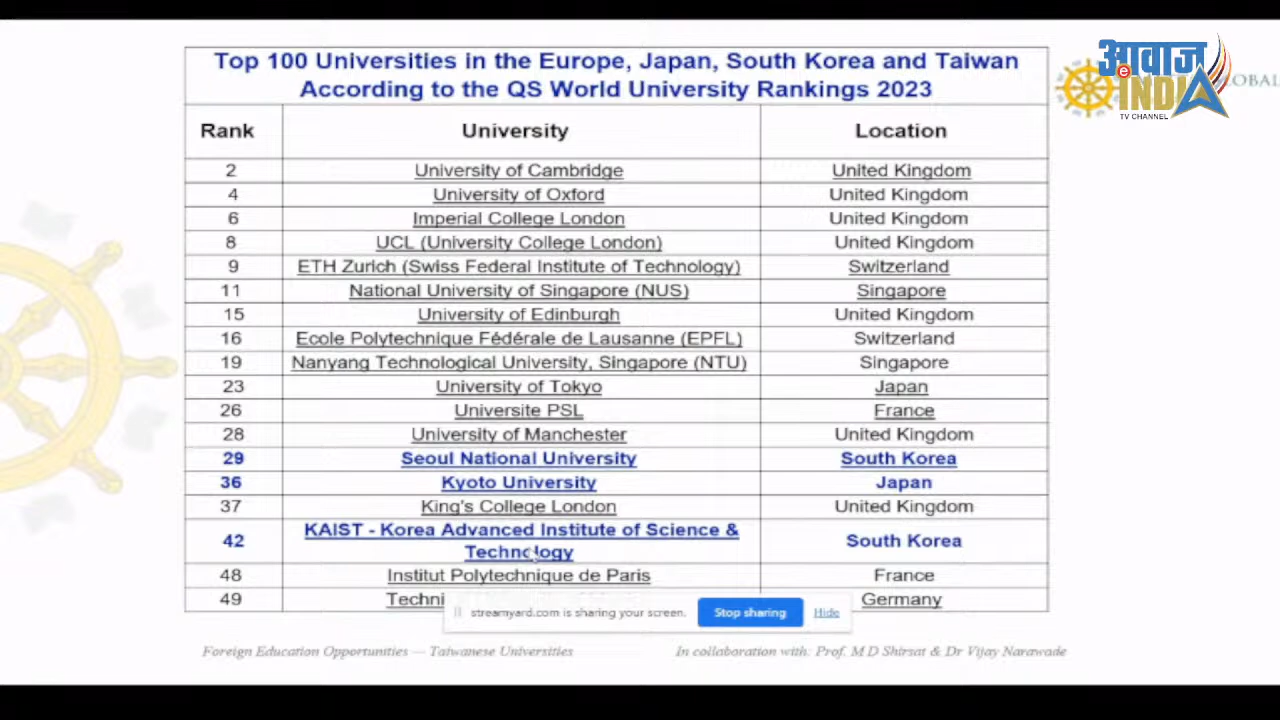 Top 100 Universities in the Europe, Japan, South Korea and Taiwan
According to the QS World University Rankings 2023
आवाज
e
INDIA
TV CHANNEL
OBAL
Rank University Location
2 University of Cambridge United Kingdom
4 University of Oxford United Kingdom
6 Imperial College London United Kingdom
8 UCL (University College London) United Kingdom
9 ETH Zurich (Swiss Federal Institute of Technology) Switzerland
11 National University of Singapore (NUS) Singapore
15 University of Edinburgh United Kingdom
16 Ecole Polytechnique Fédérale de Lausanne (EPFL) Switzerland
19 Nanyang Technological University, Singapore (NTU) Singapore
23 University of Tokyo Japan
26 Universite PSL France
28 University of Manchester United Kingdom
29 Seoul National University South Korea
36 Kyoto University Japan
37 King's College London United Kingdom
42 KAIST - Korea Advanced Institute of Science & South Korea
Technology
48 Institut Polytechnique de Paris France
49 Techni Germany
streamyard.com is sharing your screen. Stop sharing Hide
Foreign Education Opportunities — Taiwanese Universities In collaboration with: Prof. M D Shirsat & Dr Vijay Narawade